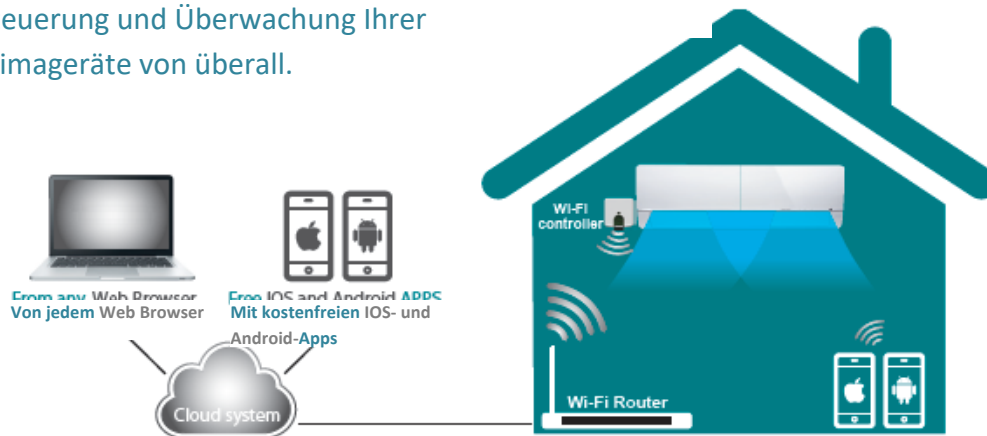 euerung und Überwachung Ihrer
imageräte von überall.
WI-FI
controller
From any Web Browser
Von jedem Web Browser
Free IOS and Android APPS
Mit kostenfreien IOS- und
Android-Apps
Cloud system
Wi-Fi Router